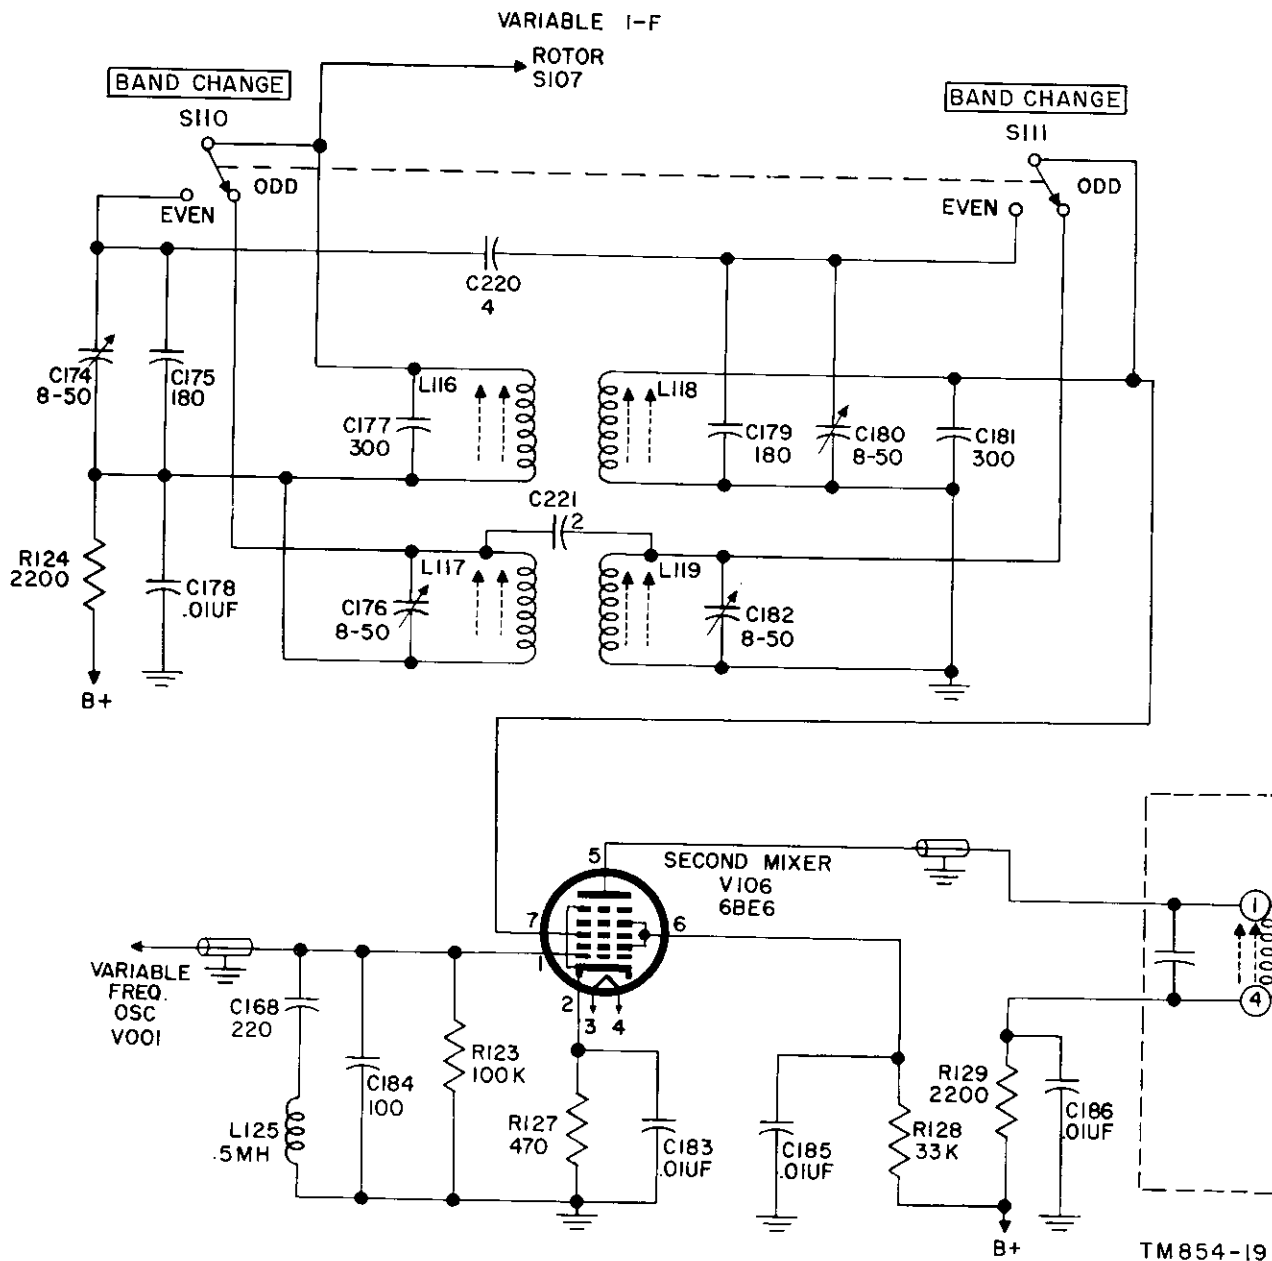 VARIABLE I-F
ROTOR
S107
BAND CHANGE
S110
ODD
EVEN
BAND CHANGE
S111
ODD
EVEN
C220
4
C174
8-50
C175
180
L116
C177
300
L118
C179
180
C180
8-50
C181
300
C221
2
R124
2200
C178
.01UF
B+
L117
C176
8-50
L119
C182
8-50
5
SECOND MIXER
V106
6BE6
7
6
1
2
3
4
VARIABLE
FREQ.
OSC
V001
C168
220
L125
.5MH
C184
100
R123
100K
R127
470
C183
.01UF
C185
.01UF
R128
33K
R129
2200
C186
.01UF
B+
1
4
TM854-19